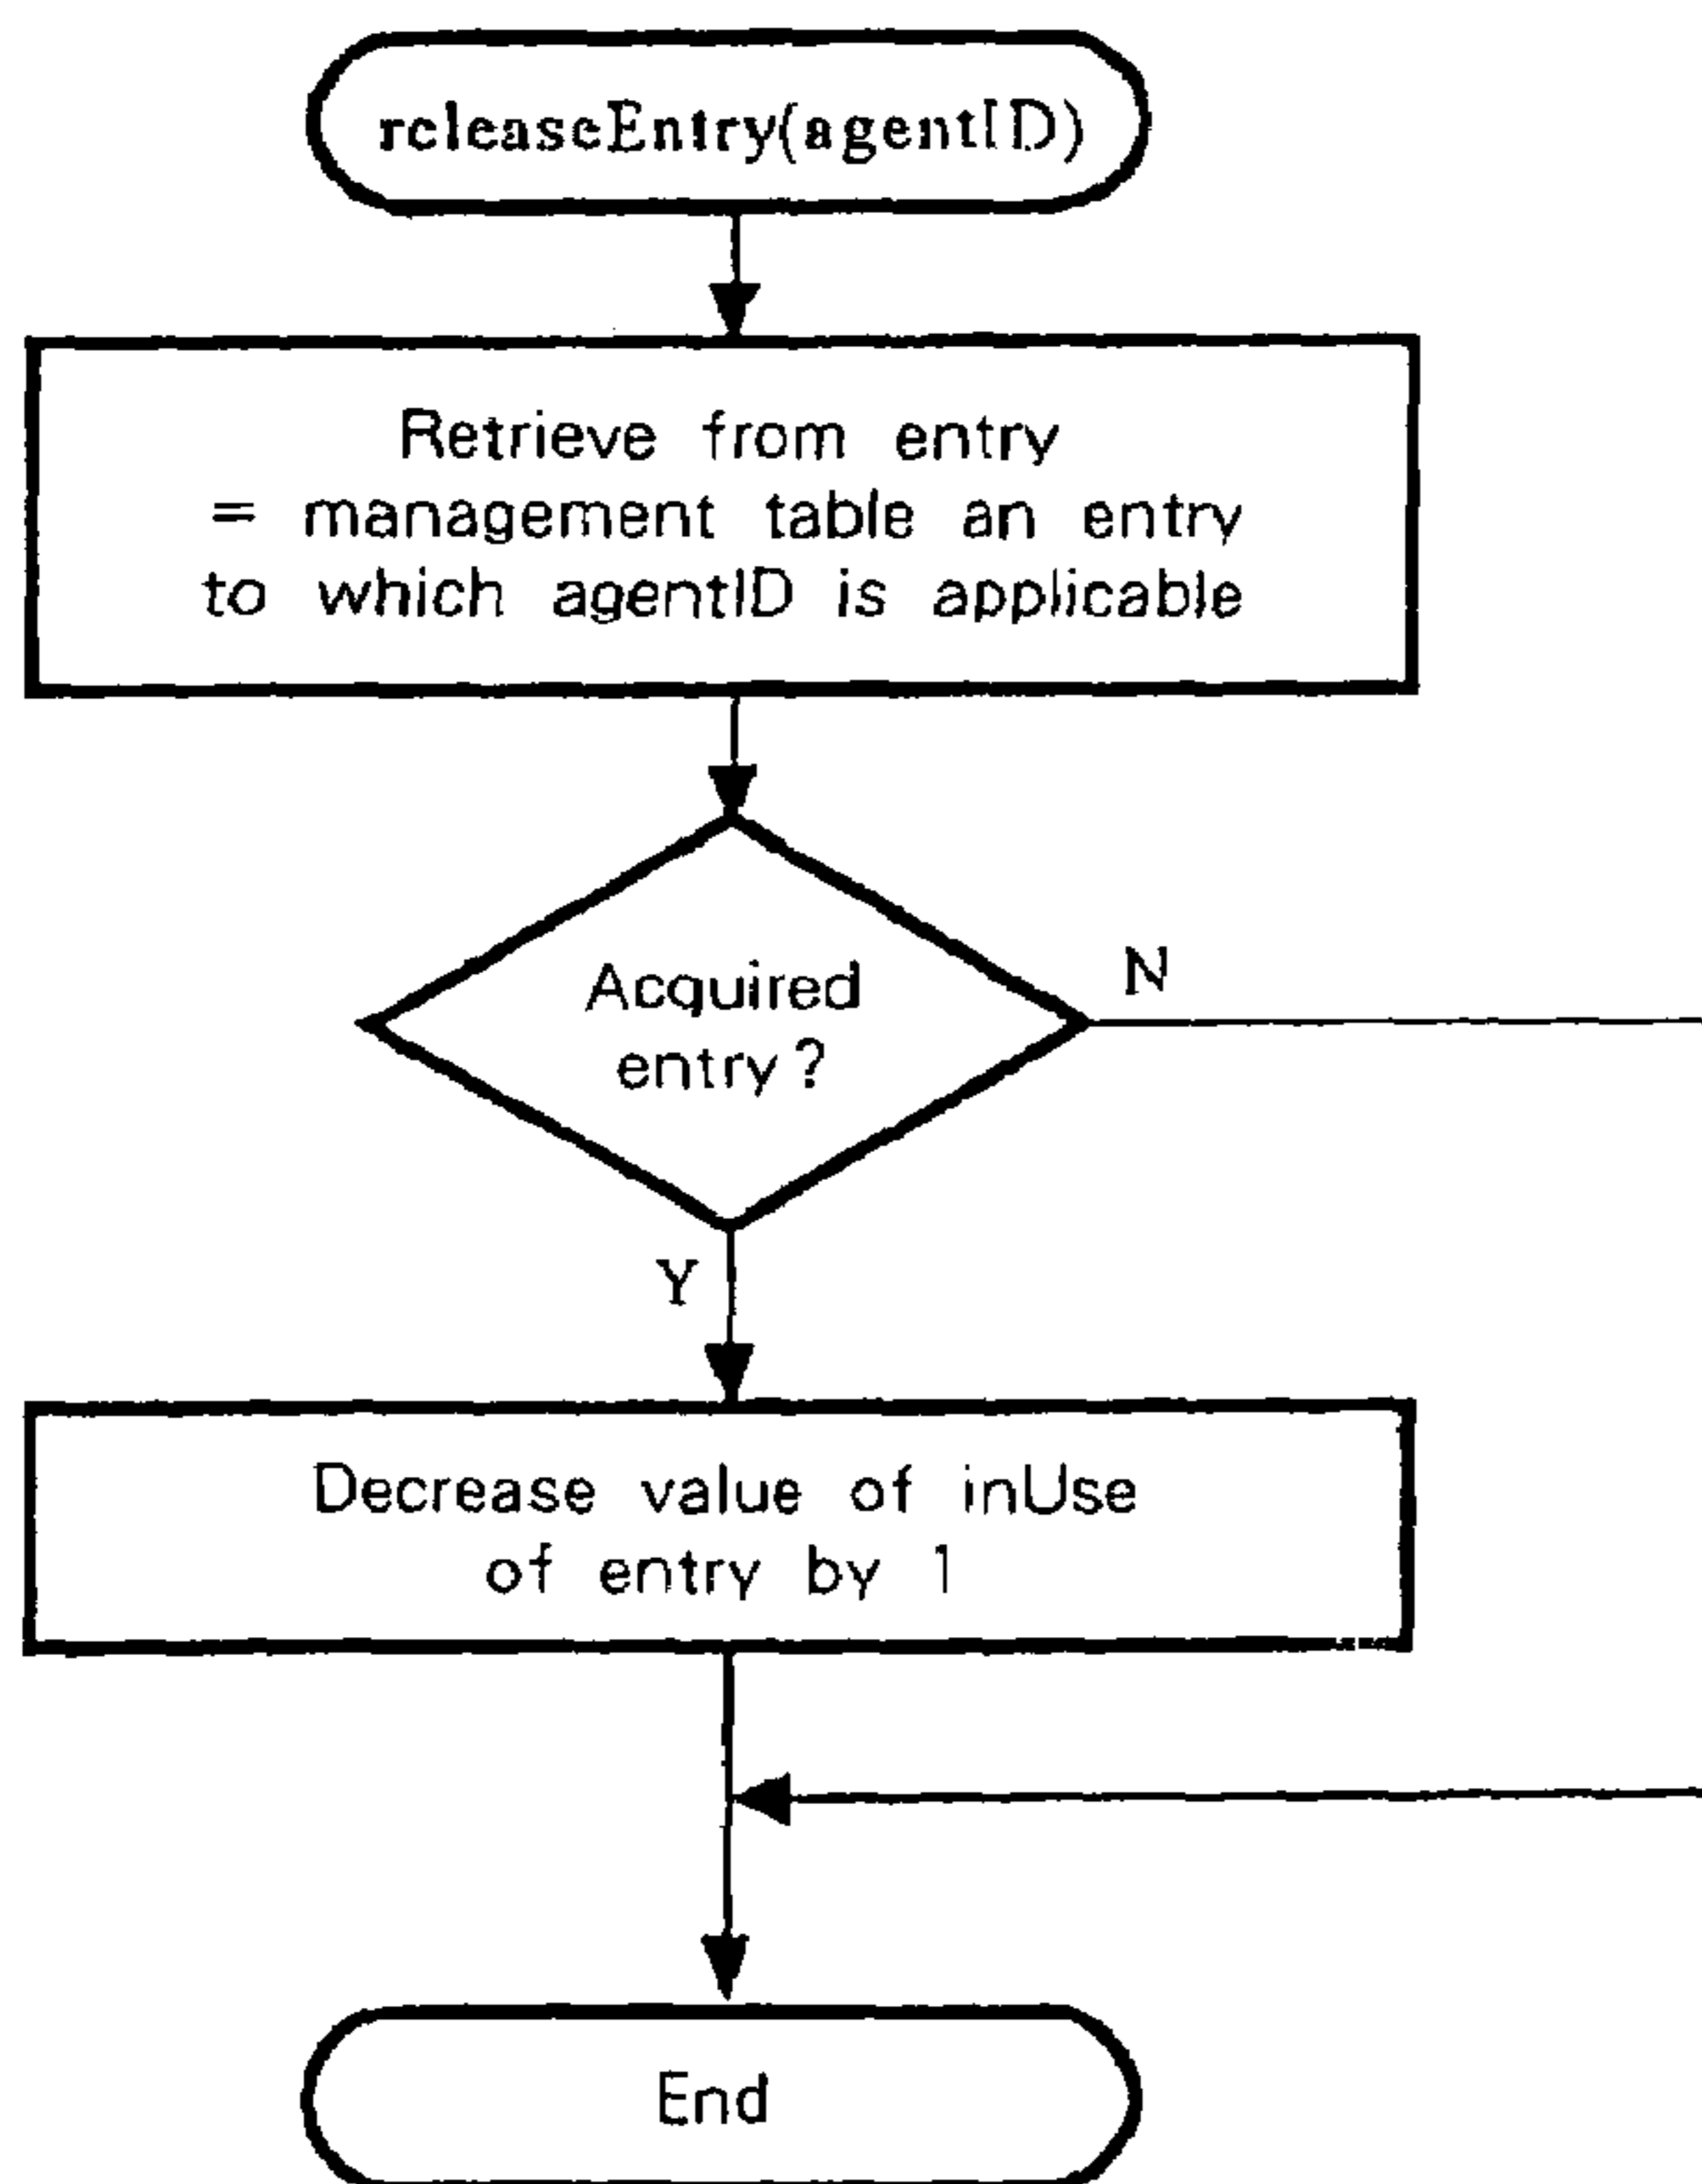 releaseEntry(agentID)
Retrieve from entry
= management table an entry
to which agentID is applicable
Acquired
entry?
N
Y
Decrease value of inUse
of entry by 1
End